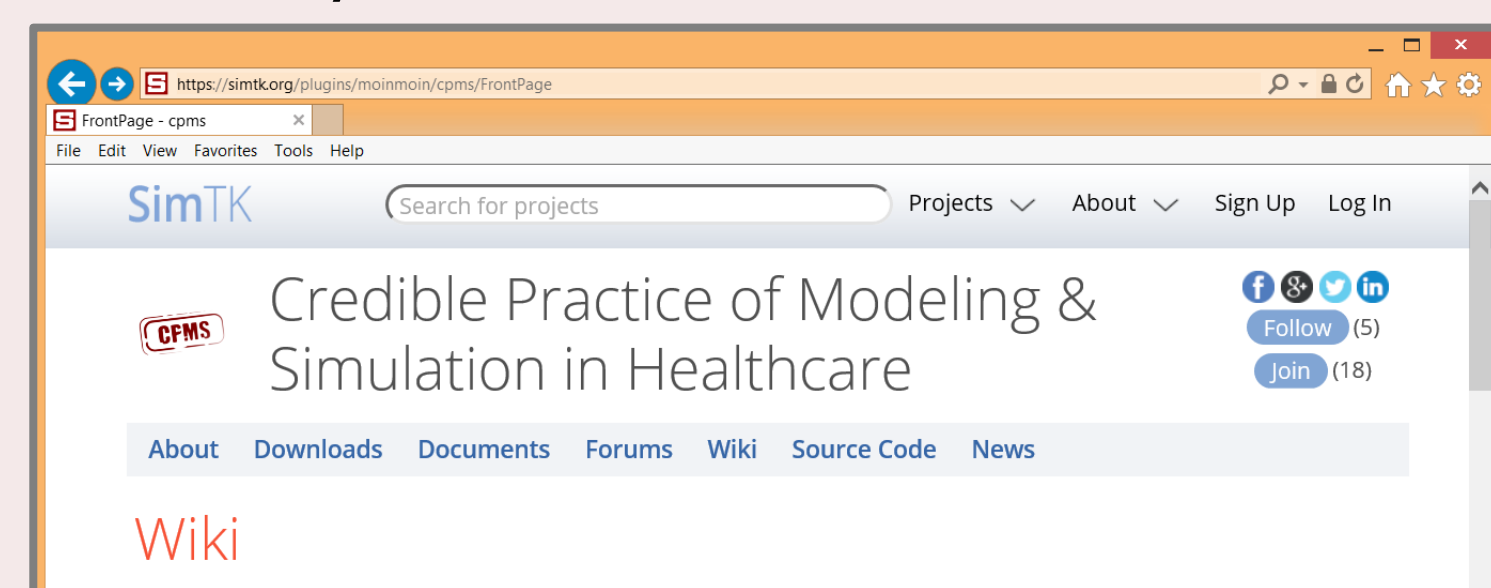 https://simtk.org/plugins/moinmoin/cpms/FrontPage
FrontPage - cpms
File Edit View Favorites Tools Help
SimTK Search for projects Projects About Sign Up Log In
CPMS
Credible Practice of Modeling &
Simulation in Healthcare
Follow (5)
Join (18)
About Downloads Documents Forums Wiki Source Code News
Wiki